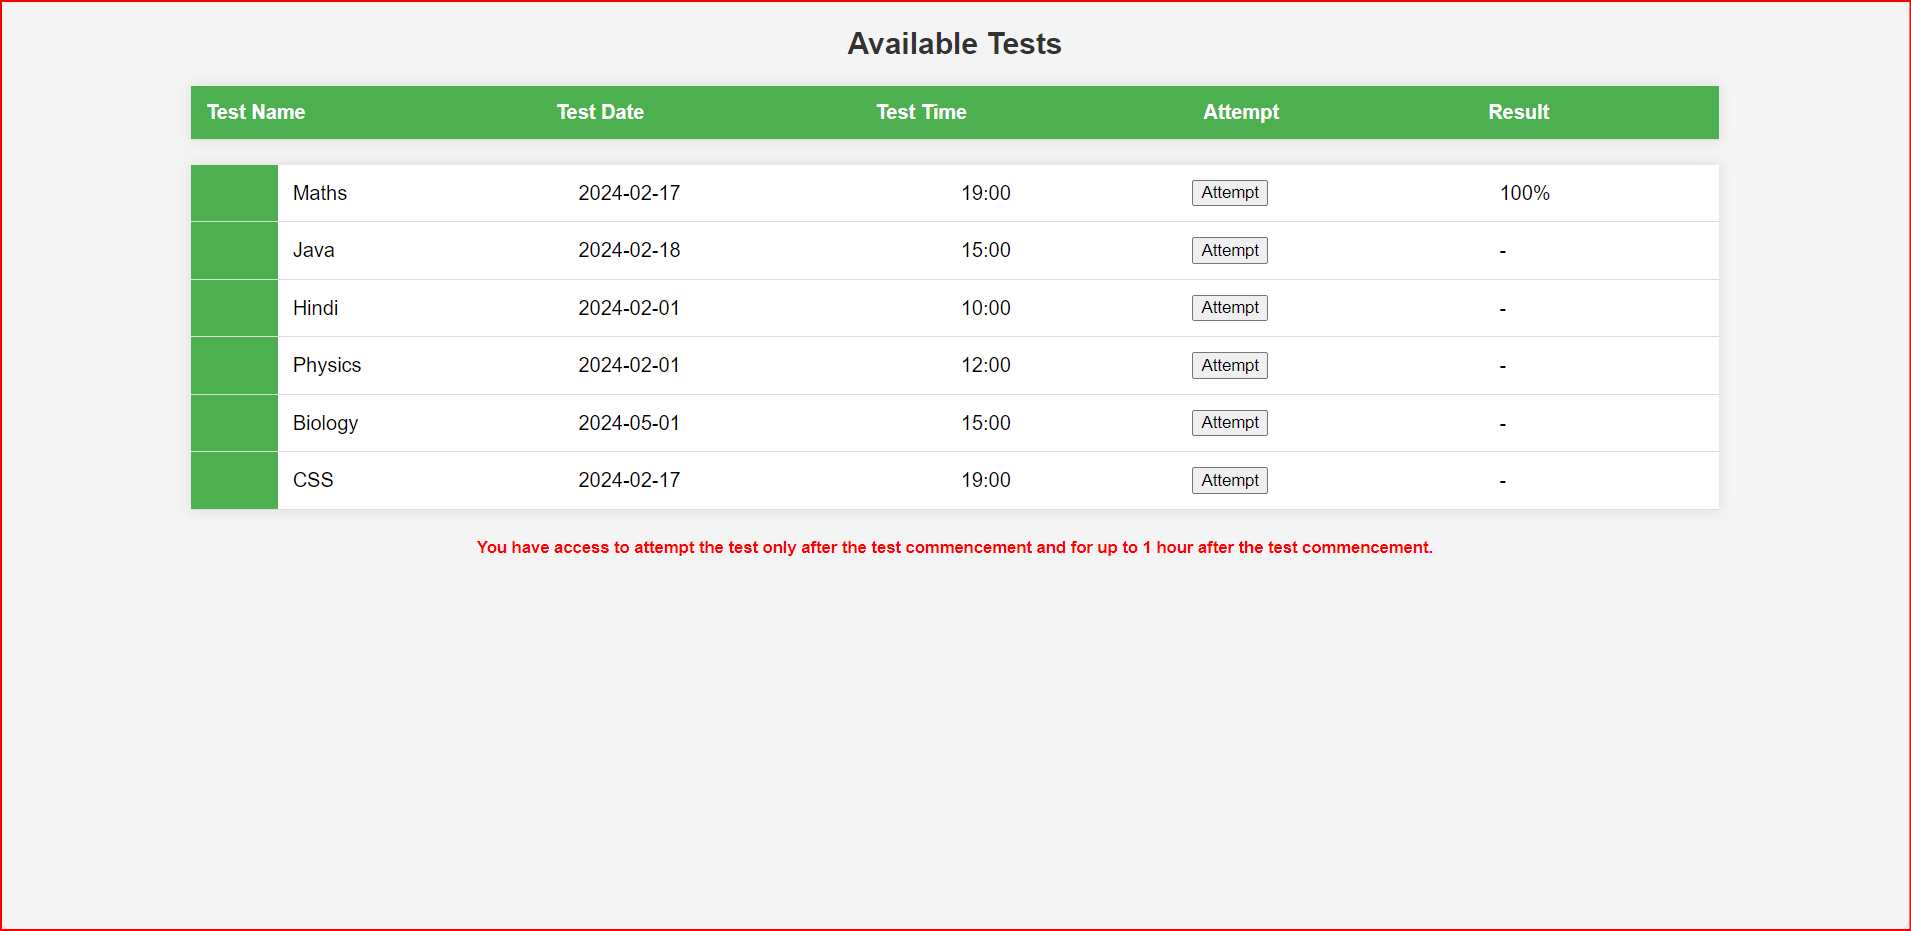 Available Tests
Test Name Test Date Test Time Attempt Result
Maths 2024-02-17 19:00 Attempt 100%
Java 2024-02-18 15:00 Attempt -
Hindi 2024-02-01 10:00 Attempt -
Physics 2024-02-01 12:00 Attempt -
Biology 2024-05-01 15:00 Attempt -
CSS 2024-02-17 19:00 Attempt -
You have access to attempt the test only after the test commencement and for up to 1 hour after the test commencement.